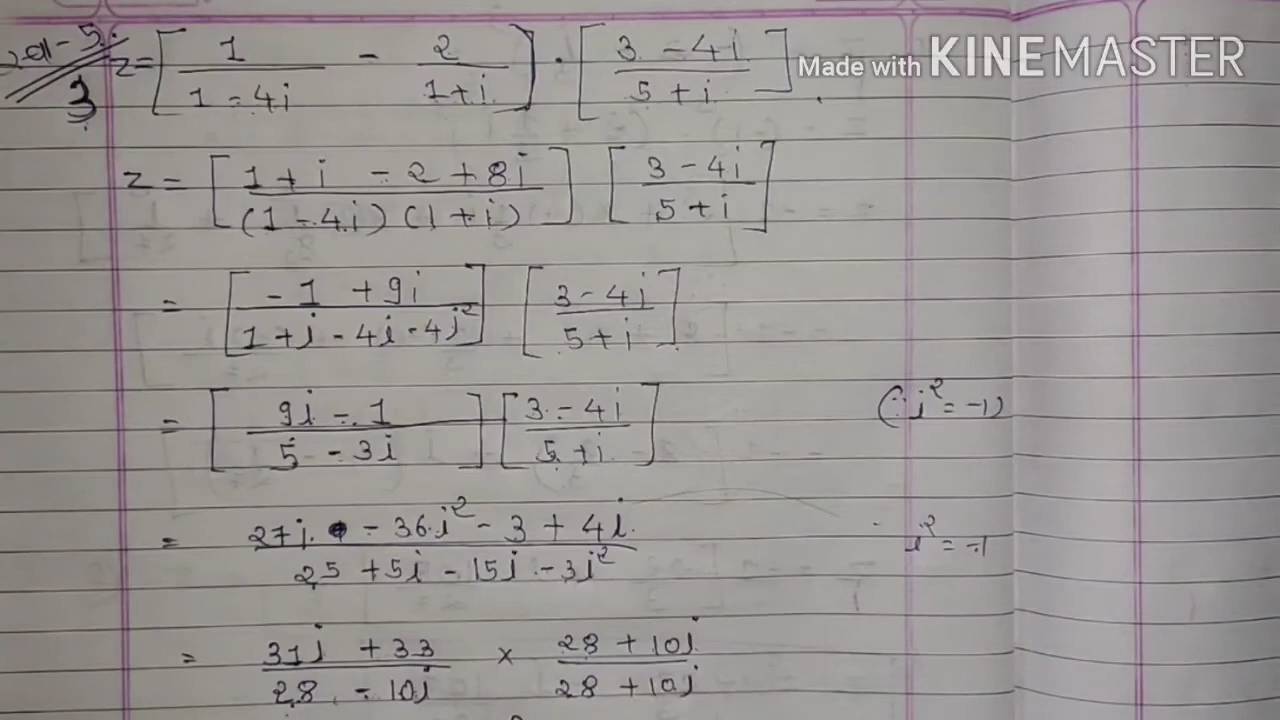 z = [ 1/(1 - 4i) - 2/(1 + i) ] . [ (3 - 4i)/(5 + i) ] .
Made with KINEMASTER
3
z = [ (1 + i - 2 + 8i)/((1 - 4i) (1 + i)) ] [ (3 - 4i)/(5 + i) ]
= [ (-1 + 9i)/(1 + i - 4i - 4i²) ] [ (3 - 4i)/(5 + i) ]
= [ (9i - 1)/(5 - 3i) ] [ (3 - 4i)/(5 + i) ] (∵ i² = -1)
= (27i - 36i² - 3 + 4i)/(25 + 5i - 15i - 3i²) i² = -1
= (31i + 33)/(28 - 10i) × (28 + 10i)/(28 + 10i)